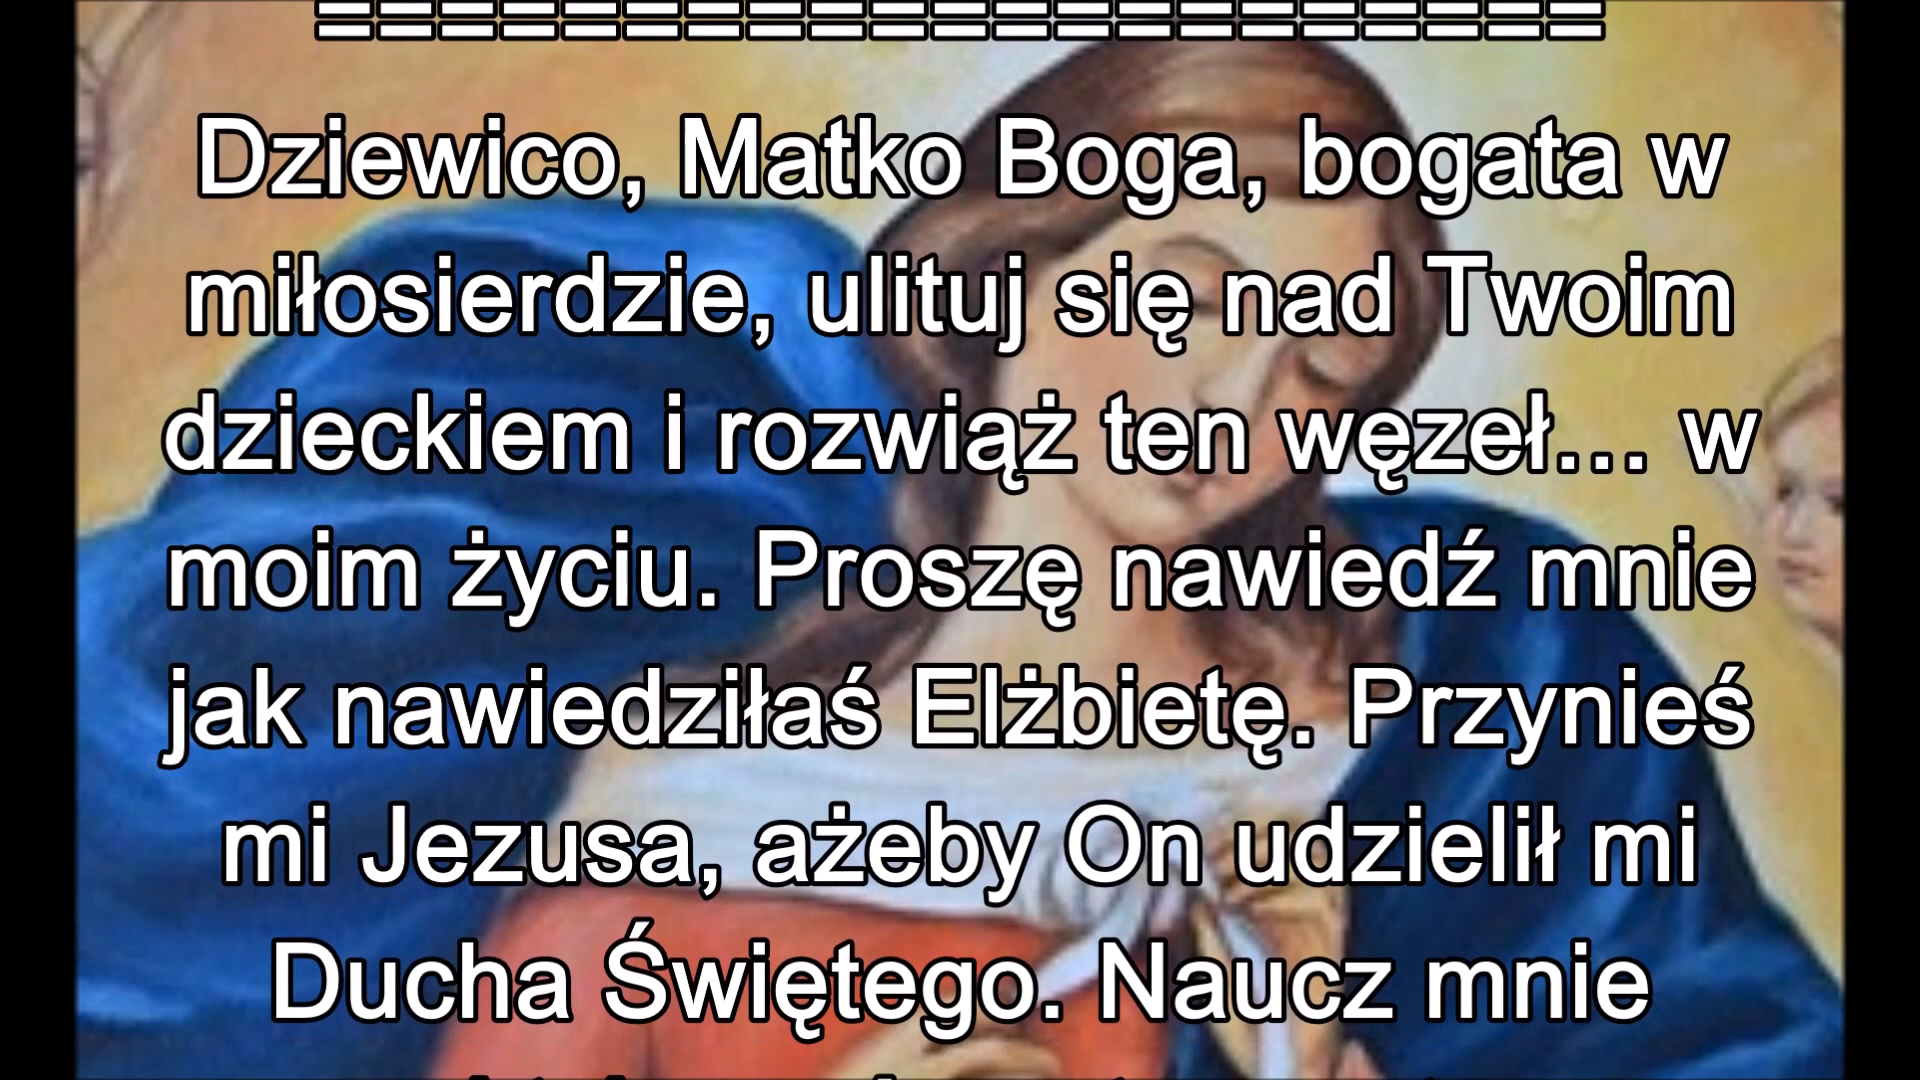 ==========================================
Dziewico, Matko Boga, bogata w
miłosierdzie, ulituj się nad Twoim
dzieckiem i rozwiąż ten węzeł... w
moim życiu. Proszę nawiedź mnie
jak nawiedziłaś Elżbietę. Przynieś
mi Jezusa, ażeby On udzielił mi
Ducha Świętego. Naucz mnie